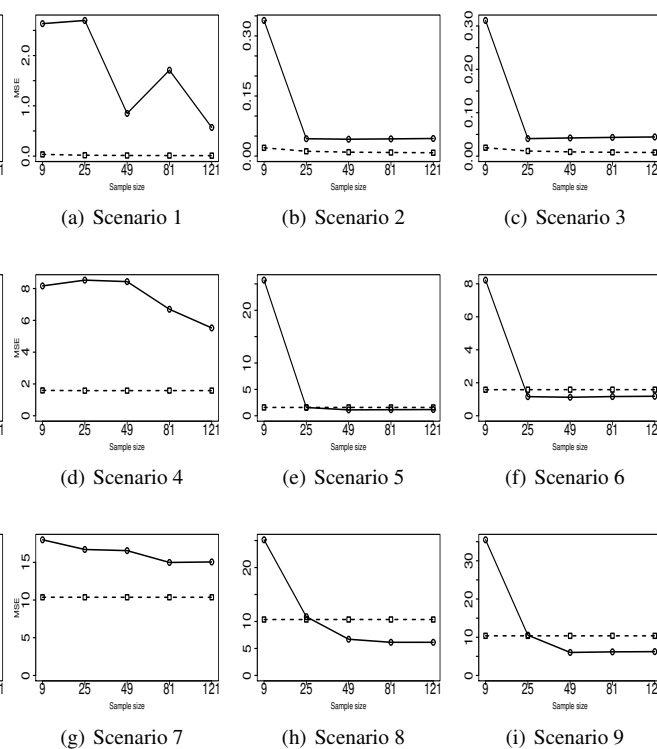 0.0 1.0 2.0
MSE
9 25 49 81 121
Sample size
(a) Scenario 1
0.00 0.15 0.30
9 25 49 81 121
Sample size
(b) Scenario 2
0.00 0.10 0.20 0.30
9 25 49 81 12
Sample size
(c) Scenario 3
0 2 4 6 8
MSE
9 25 49 81 121
Sample size
(d) Scenario 4
0 5 10 20
9 25 49 81 121
Sample size
(e) Scenario 5
0 2 4 6 8
9 25 49 81 12
Sample size
(f) Scenario 6
0 5 10 15
MSE
9 25 49 81 121
Sample size
(g) Scenario 7
0 5 10 20
9 25 49 81 121
Sample size
(h) Scenario 8
0 10 20 30
9 25 49 81 12
Sample size
(i) Scenario 9